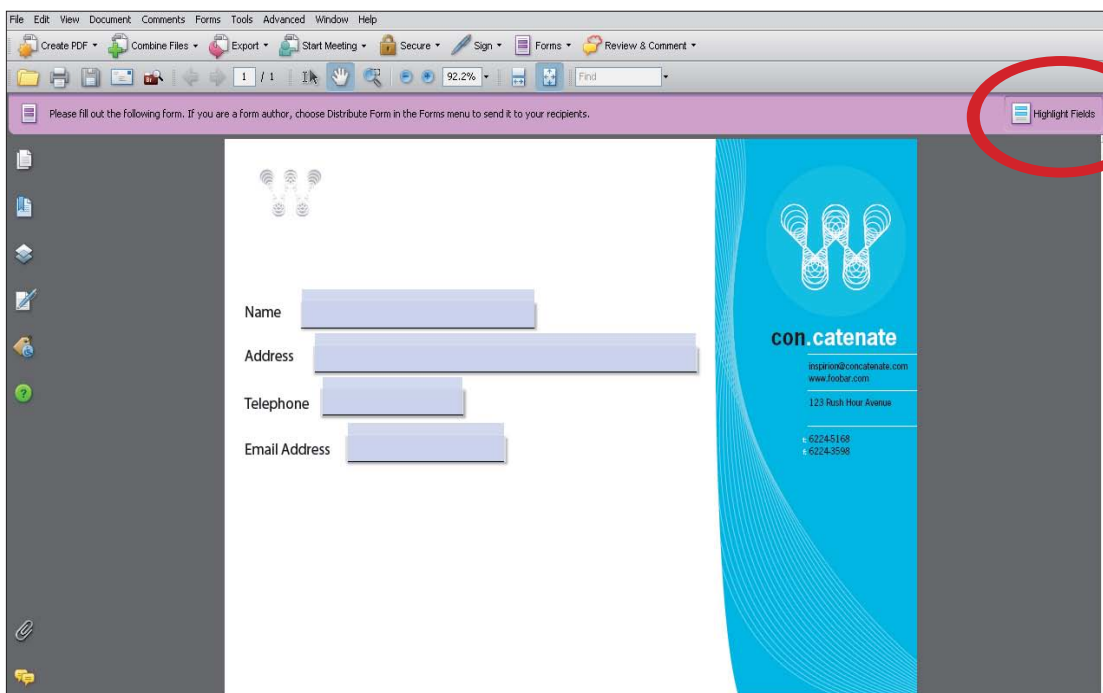 File Edit View Document Comments Forms Tools Advanced Window Help
Create PDF Combine Files Export Start Meeting Secure Sign Forms Review & Comment
1 / 1 92.2% Find
Please fill out the following form. If you are a form author, choose Distribute Form in the Forms menu to send it to your recipients. Highlight Fields
Name
Address
Telephone
Email Address
con.catenate
inspirion@concatenate.com
www.foobar.com
123 Rush Hour Avenue
t: 6224-5168
f: 6224-3598